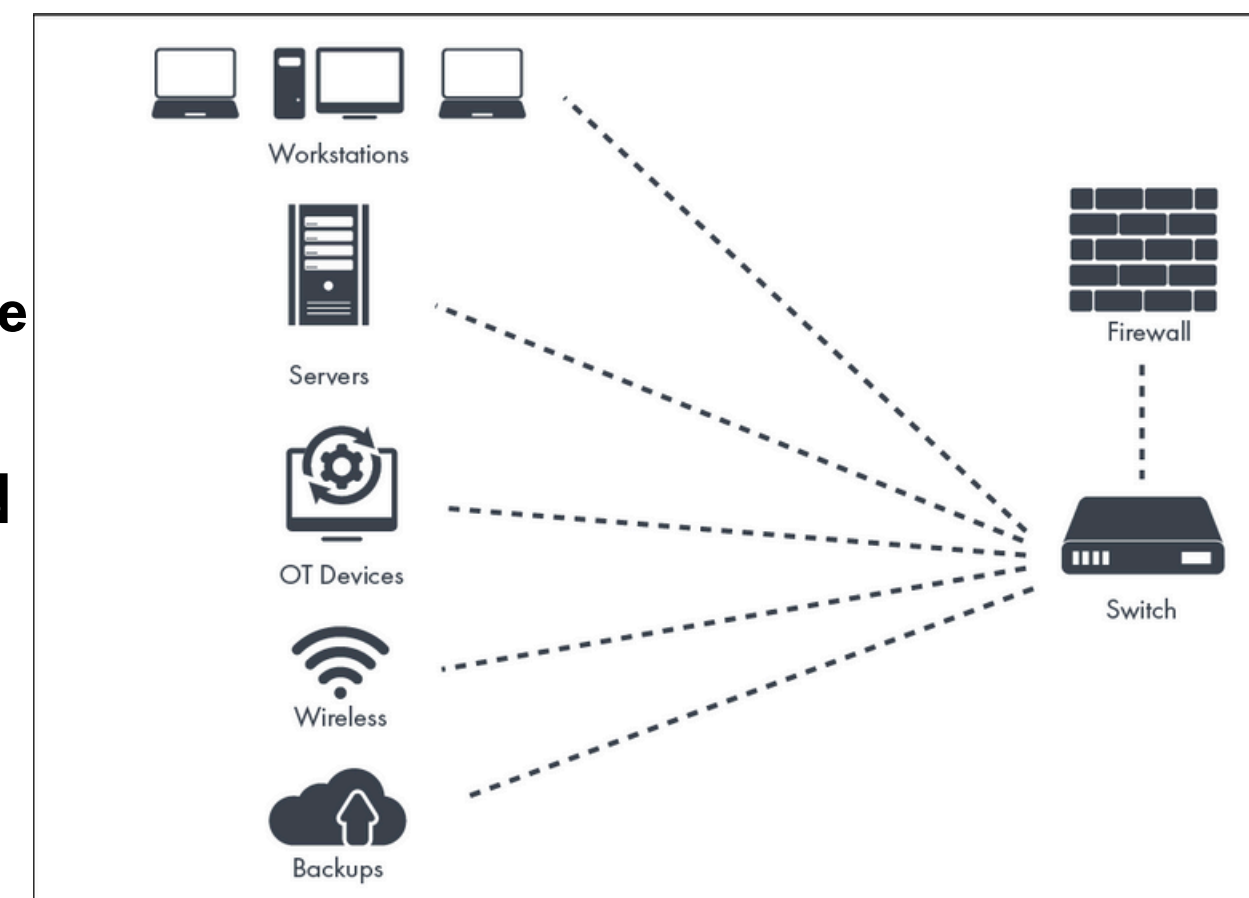 Workstations
Firewall
Servers
OT Devices
Switch
Wireless
Backups